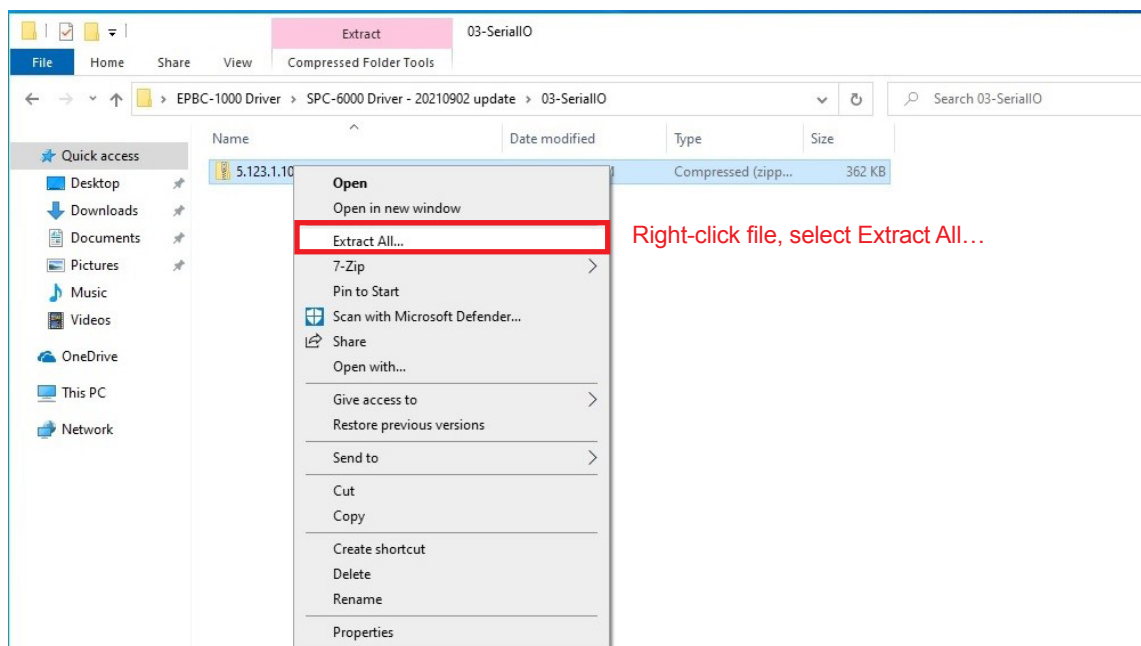 Extract
03-SerialIO
File
Home
Share
View
Compressed Folder Tools
EPBC-1000 Driver > SPC-6000 Driver - 20210902 update > 03-SerialIO
Search 03-SerialIO
Name
Date modified
Type
Size
Quick access
Desktop
Downloads
Documents
Pictures
Music
Videos
OneDrive
This PC
Network
5.123.1.10
Compressed (zipp...
362 KB
Open
Open in new window
Extract All...
7-Zip
Pin to Start
Scan with Microsoft Defender...
Share
Open with...
Give access to
Restore previous versions
Send to
Cut
Copy
Create shortcut
Delete
Rename
Properties
Right-click file, select Extract All…